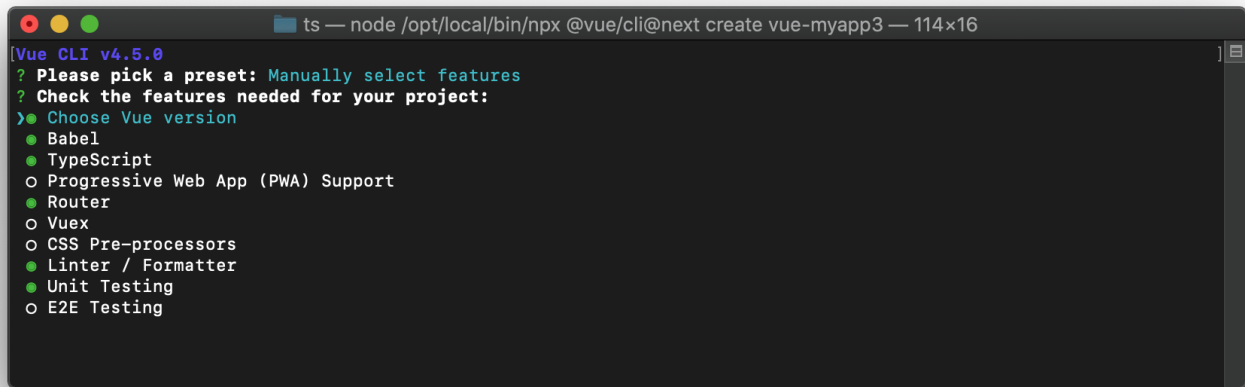 ts — node /opt/local/bin/npx @vue/cli@next create vue-myapp3 — 114×16
[Vue CLI v4.5.0 ]
? Please pick a preset: Manually select features
? Check the features needed for your project:
❯◉ Choose Vue version
◉ Babel
◉ TypeScript
◯ Progressive Web App (PWA) Support
◉ Router
◯ Vuex
◯ CSS Pre-processors
◉ Linter / Formatter
◉ Unit Testing
◯ E2E Testing